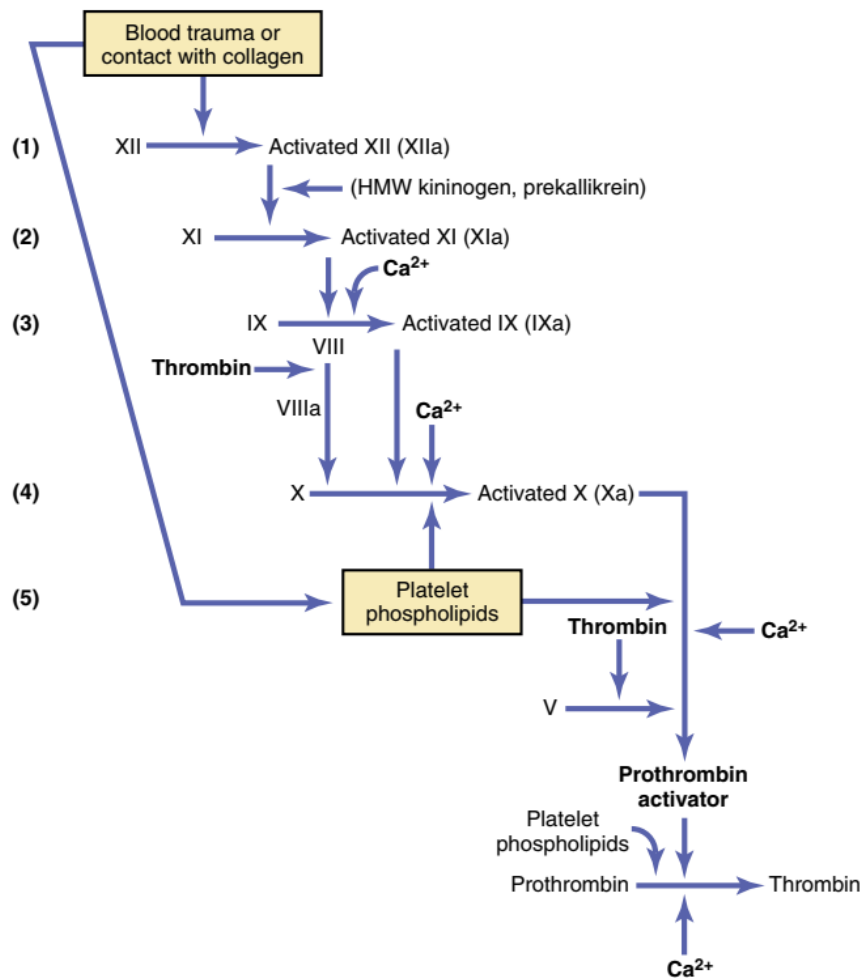 Blood trauma or
contact with collagen
(1) XII Activated XII (XIIa)
(HMW kininogen, prekallikrein)
(2) XI Activated XI (XIa)
Ca²⁺
(3) IX Activated IX (IXa)
VIII
Thrombin
VIIIa Ca²⁺
(4) X Activated X (Xa)
(5) Platelet
phospholipids
Thrombin Ca²⁺
V
Prothrombin
activator
Platelet
phospholipids
Prothrombin Thrombin
Ca²⁺